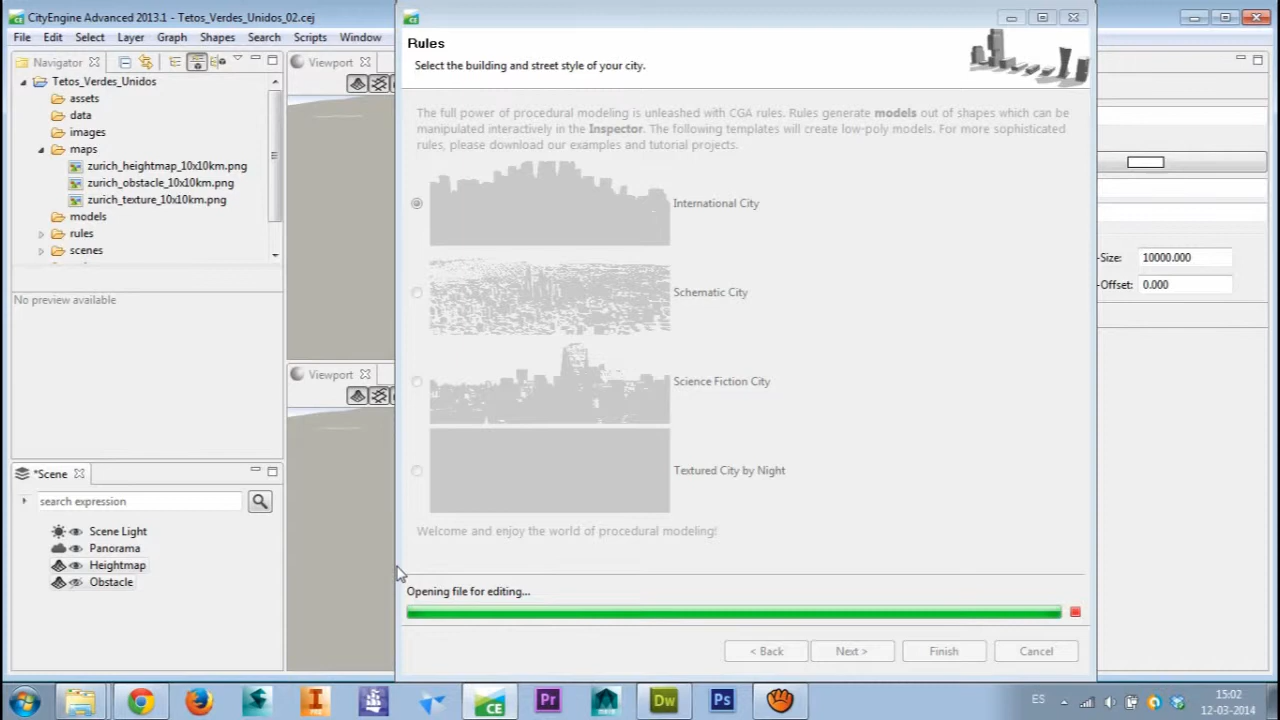 CityEngine Advanced 2013.1 - Tetos_Verdes_Unidos_02.cej
File Edit Select Layer Graph Shapes Search Scripts Window
Navigator
Tetos_Verdes_Unidos
assets
data
images
maps
zurich_heightmap_10x10km.png
zurich_obstacle_10x10km.png
zurich_texture_10x10km.png
models
rules
scenes
No preview available
*Scene
search expression
Scene Light
Panorama
Heightmap
Obstacle
Viewport
Viewport
CE
Rules
Select the building and street style of your city.
The full power of procedural modeling is unleashed with CGA rules. Rules generate models out of shapes which can be
manipulated interactively in the Inspector. The following templates will create low-poly models. For more sophisticated
rules, please download our examples and tutorial projects.
International City
Schematic City
Science Fiction City
Textured City by Night
Welcome and enjoy the world of procedural modeling!
Opening file for editing...
< Back Next > Finish Cancel
-Size: 10000.000
-Offset: 0.000
CE Pr Dw Ps
ES
15:02
12-03-2014